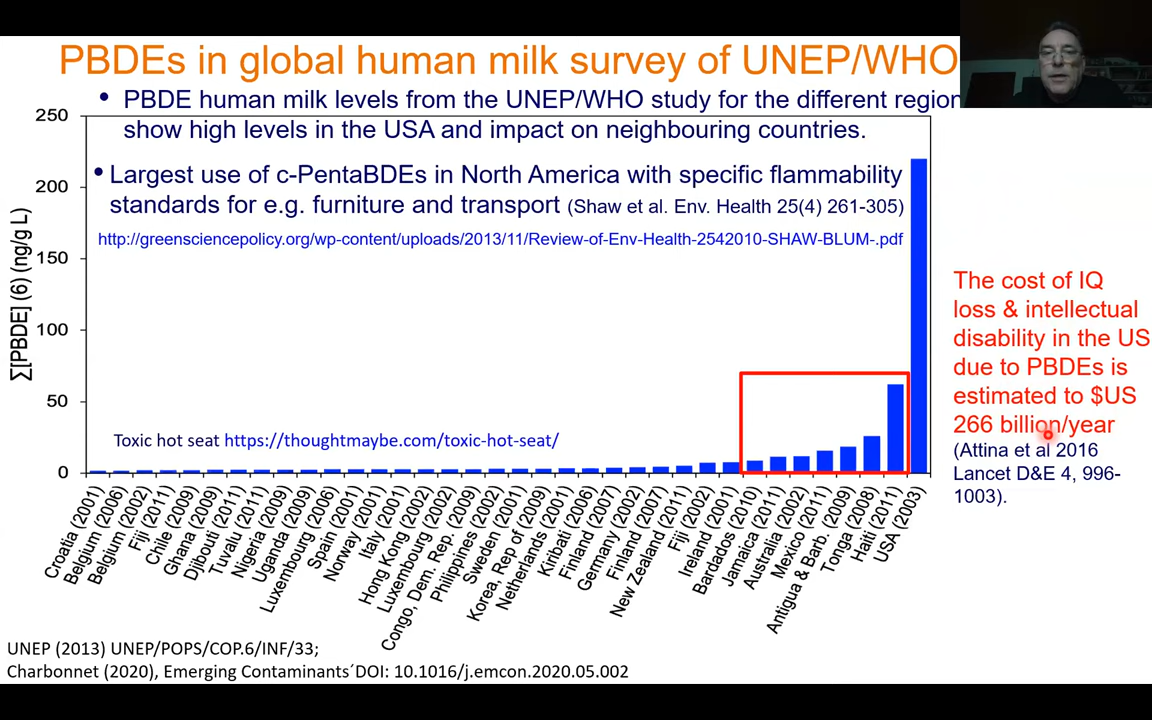 PBDEs in global human milk survey of UNEP/WHO
• PBDE human milk levels from the UNEP/WHO study for the different region
show high levels in the USA and impact on neighbouring countries.
• Largest use of c-PentaBDEs in North America with specific flammability
standards for e.g. furniture and transport (Shaw et al. Env. Health 25(4) 261-305)
http://greensciencepolicy.org/wp-content/uploads/2013/11/Review-of-Env-Health-2542010-SHAW-BLUM-.pdf
∑[PBDE] (6) (ng/g L)
250
200
150
100
50
0
Toxic hot seat https://thoughtmaybe.com/toxic-hot-seat/
The cost of IQ
loss & intellectual
disability in the US
due to PBDEs is
estimated to $US
266 billion/year
(Attina et al 2016
Lancet D&E 4, 996-
1003).
Croatia (2001)
Belgium (2006)
Belgium (2002)
Fiji (2011)
Chile (2009)
Ghana (2009)
Djibouti (2011)
Tuvalu (2011)
Nigeria (2009)
Uganda (2009)
Luxembourg (2006)
Spain (2001)
Norway (2001)
Italy (2001)
Hong Kong (2002)
Luxembourg (2002)
Congo, Dem. Rep. (2009)
Philippines (2002)
Sweden (2001)
Korea, Rep of (2009)
Netherlands (2001)
Kiribati (2006)
Finland (2007)
Germany (2002)
Finland (2007)
New Zealand (2011)
Fiji (2002)
Ireland (2001)
Barbados (2010)
Jamaica (2011)
Australia (2002)
Mexico (2011)
Antigua & Barb. (2009)
Tonga (2008)
Haiti (2011)
USA (2003)
UNEP (2013) UNEP/POPS/COP.6/INF/33;
Charbonnet (2020), Emerging Contaminants´DOI: 10.1016/j.emcon.2020.05.002